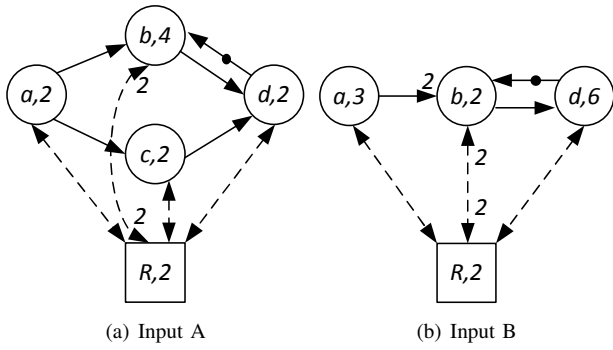 b,4
2
a,2
d,2
c,2
2
R,2
(a) Input A
2
a,3
b,2
d,6
2
2
R,2
(b) Input B